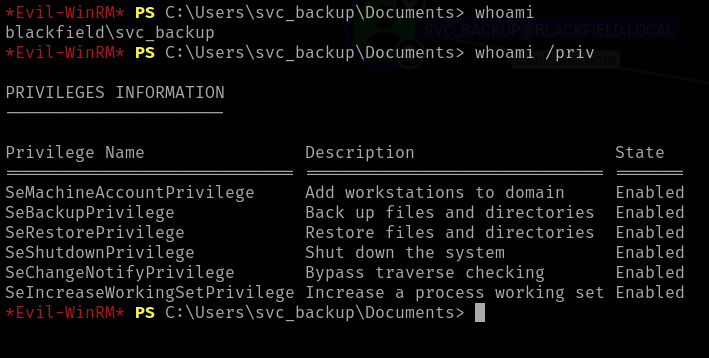 *Evil-WinRM* PS C:\Users\svc_backup\Documents> whoami
blackfield\svc_backup
*Evil-WinRM* PS C:\Users\svc_backup\Documents> whoami /priv
SVC_BACKUP@BLACKFIELD.LOCAL
PRIVILEGES INFORMATION
----------------------
Privilege Name Description State
============================= ============================== =======
SeMachineAccountPrivilege Add workstations to domain Enabled
SeBackupPrivilege Back up files and directories Enabled
SeRestorePrivilege Restore files and directories Enabled
SeShutdownPrivilege Shut down the system Enabled
SeChangeNotifyPrivilege Bypass traverse checking Enabled
SeIncreaseWorkingSetPrivilege Increase a process working set Enabled
*Evil-WinRM* PS C:\Users\svc_backup\Documents>